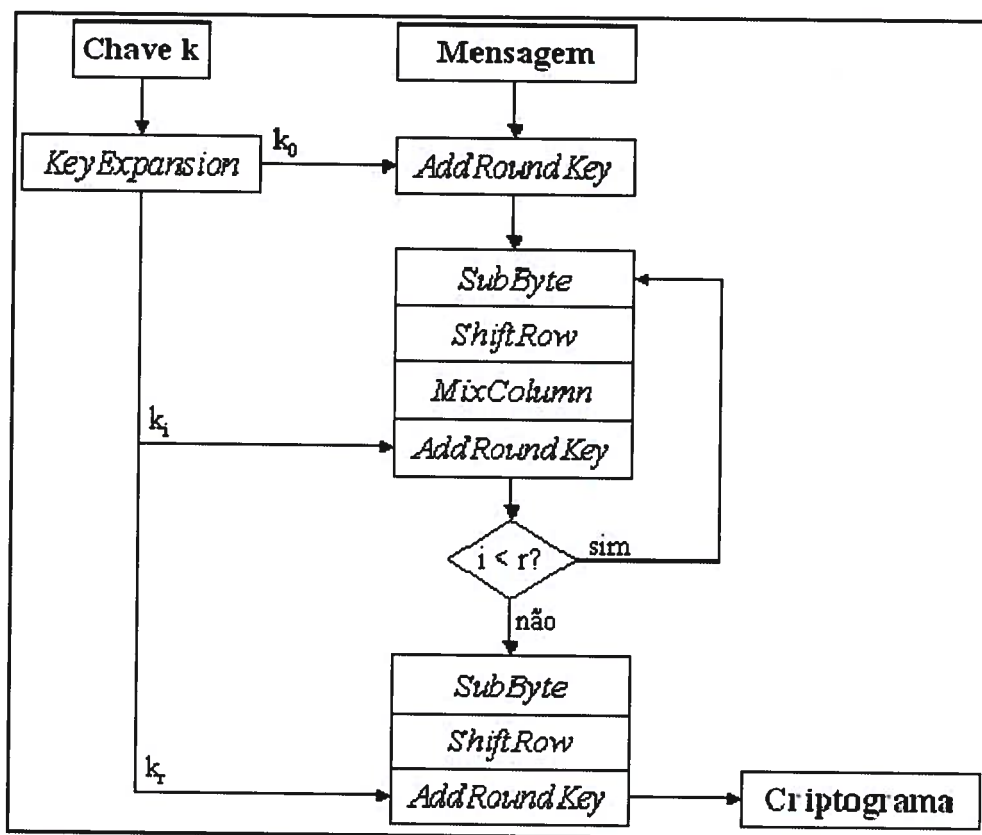 Chave k
Mensagem
KeyExpansion
k0
AddRoundKey
SubByte
ShiftRow
MixColumn
ki
AddRoundKey
i < r?
sim
não
SubByte
ShiftRow
kr
AddRoundKey
Criptograma